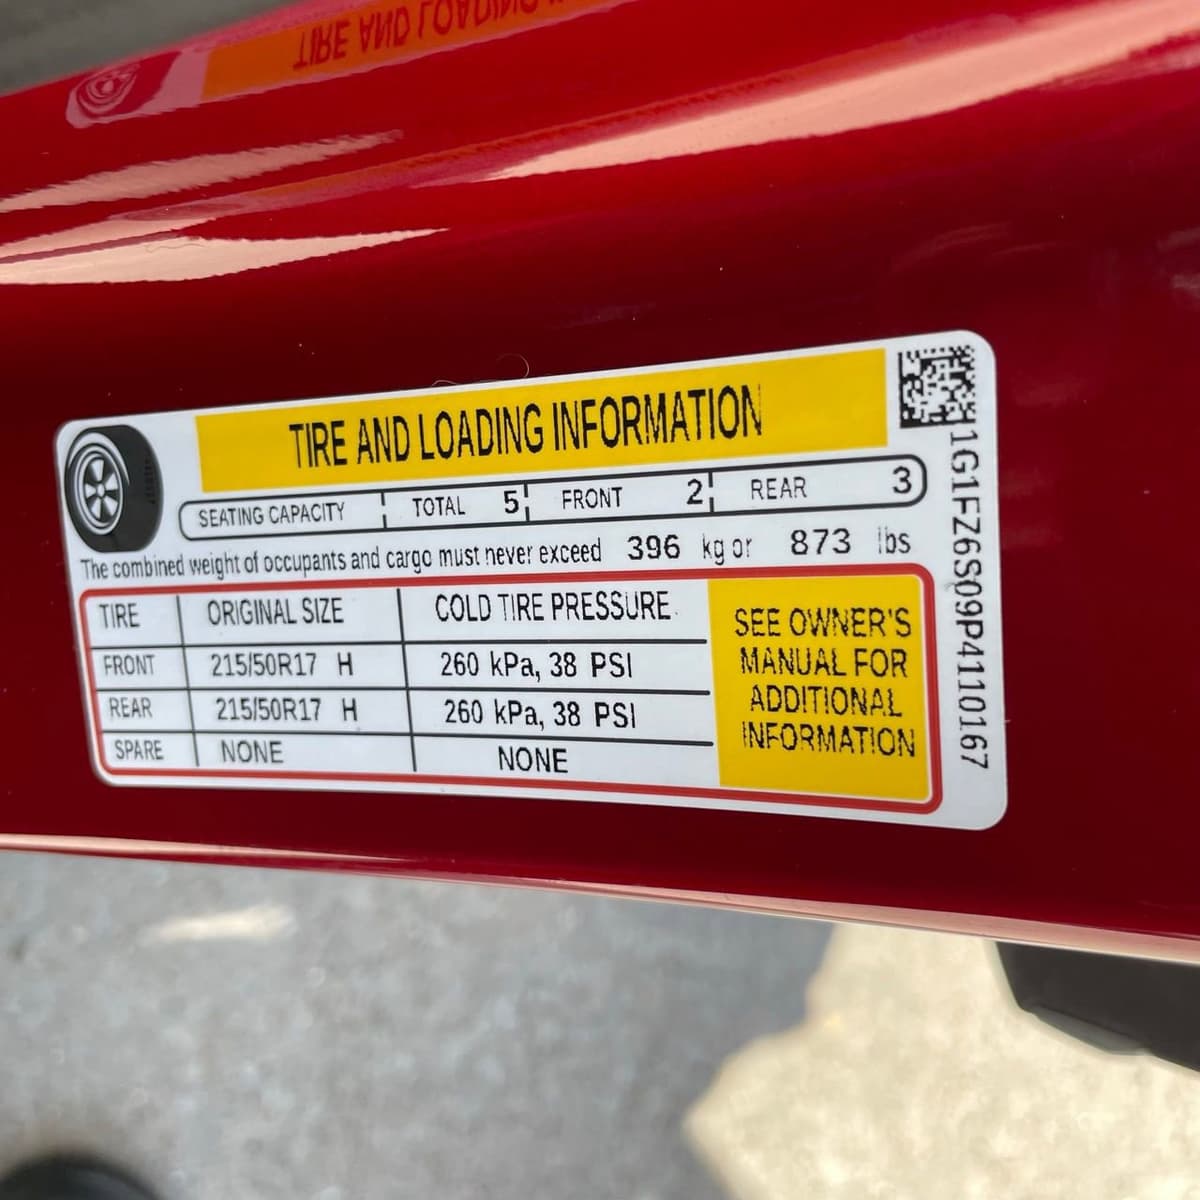 TIRE AND LOADING
TIRE AND LOADING INFORMATION
SEATING CAPACITY TOTAL 5 FRONT 2 REAR 3
The combined weight of occupants and cargo must never exceed 396 kg or 873 lbs
TIRE ORIGINAL SIZE COLD TIRE PRESSURE
FRONT 215/50R17 H 260 kPa, 38 PSI
REAR 215/50R17 H 260 kPa, 38 PSI
SPARE NONE NONE
SEE OWNER'S
MANUAL FOR
ADDITIONAL
INFORMATION
1G1FZ6S09P4110167